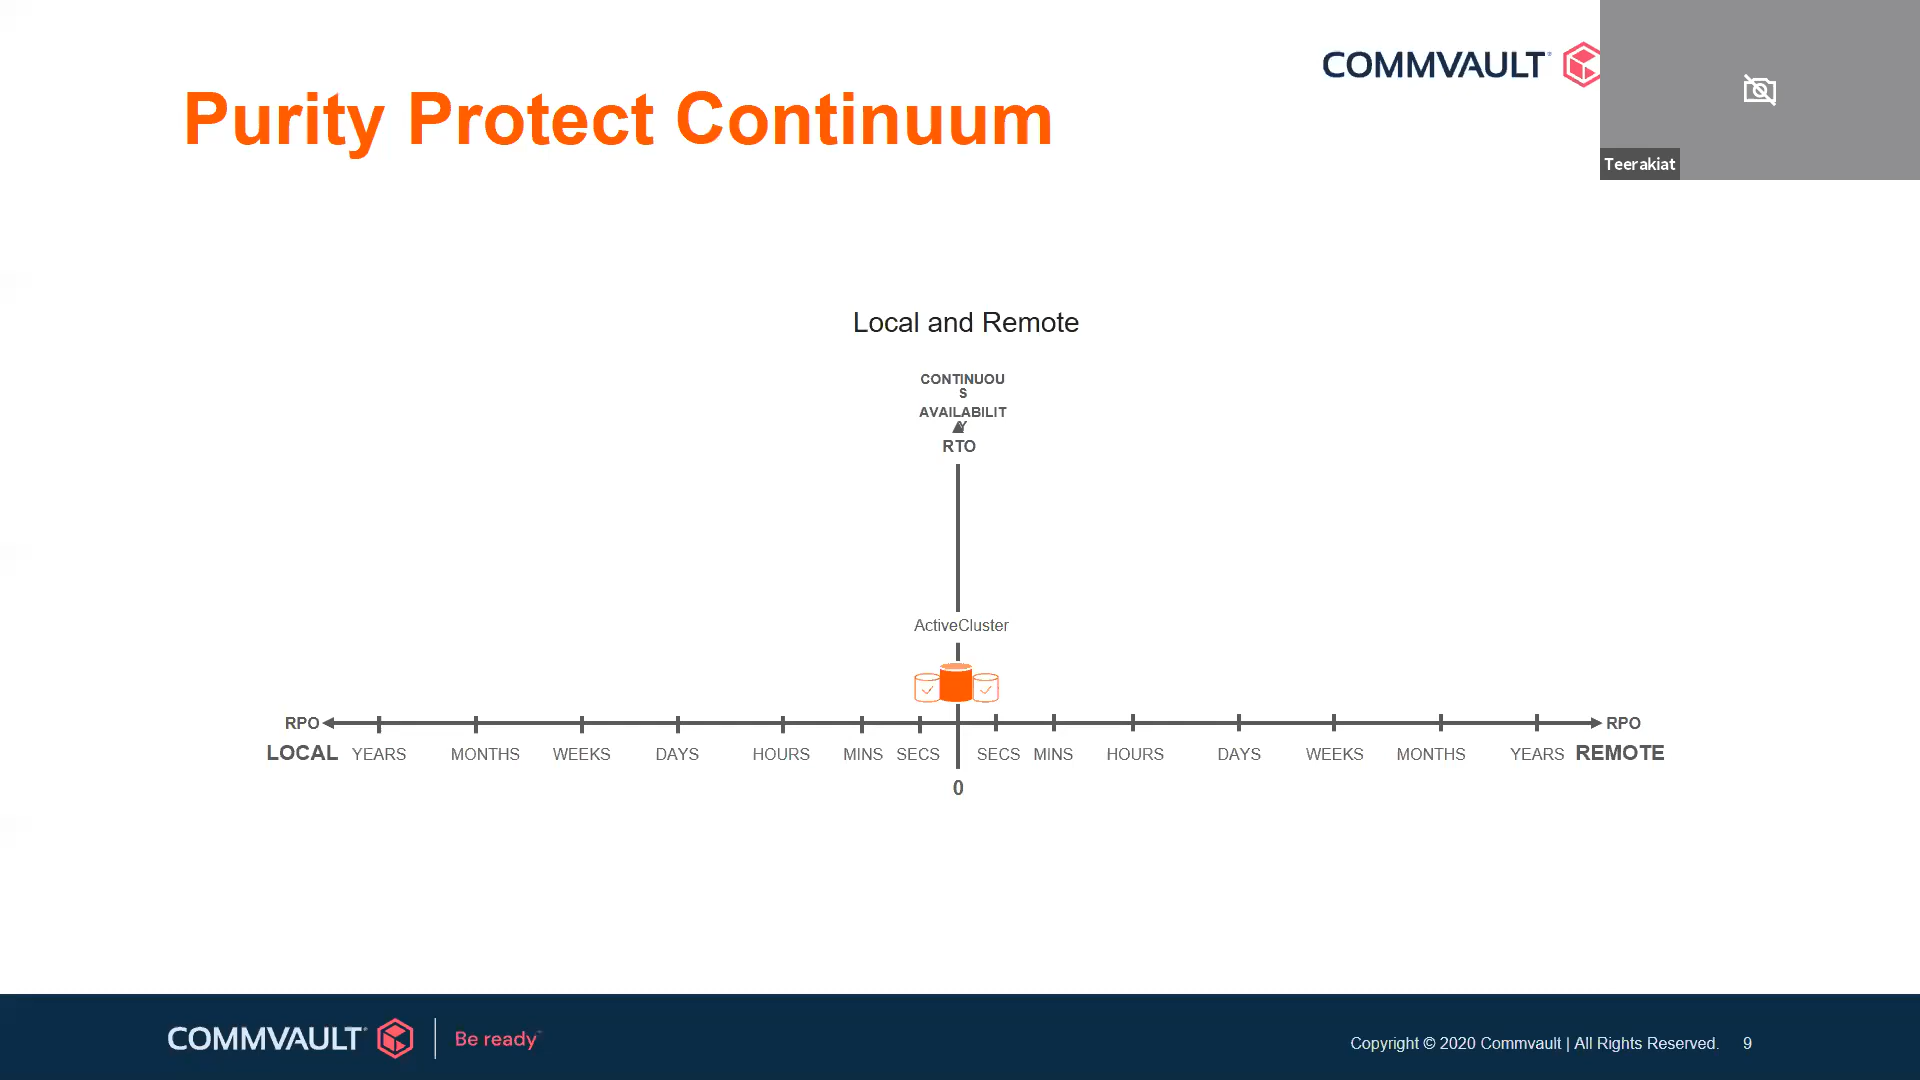 COMMVAULT
Teerakiat
Purity Protect Continuum
Local and Remote
CONTINUOU
S
AVAILABILIT
Y
RTO
ActiveCluster
RPO RPO
LOCAL YEARS MONTHS WEEKS DAYS HOURS MINS SECS SECS MINS HOURS DAYS WEEKS MONTHS YEARS REMOTE
0
COMMVAULT Be ready
Copyright © 2020 Commvault | All Rights Reserved. 9